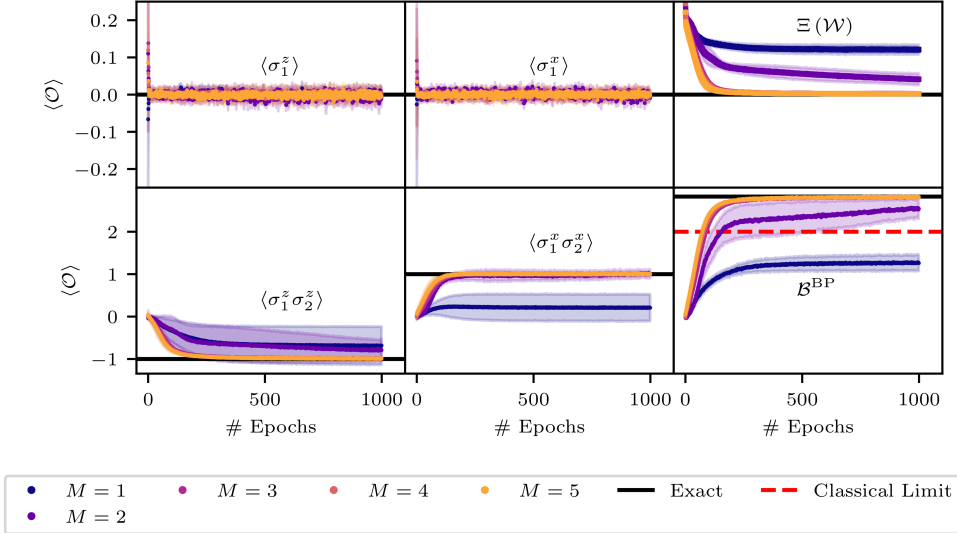 0.2
0.1
0.0
−0.1
−0.2
⟨𝒪⟩
⟨σ₁ᶻ⟩
⟨σ₁ˣ⟩
Ξ (𝒲)
2
1
0
−1
⟨𝒪⟩
⟨σ₁ᶻσ₂ᶻ⟩
⟨σ₁ˣσ₂ˣ⟩
ℬᴮᴾ
0 500 1000
0 500 1000
0 500 1000
# Epochs
# Epochs
# Epochs
M = 1 M = 3 M = 4 M = 5 Exact Classical Limit
M = 2